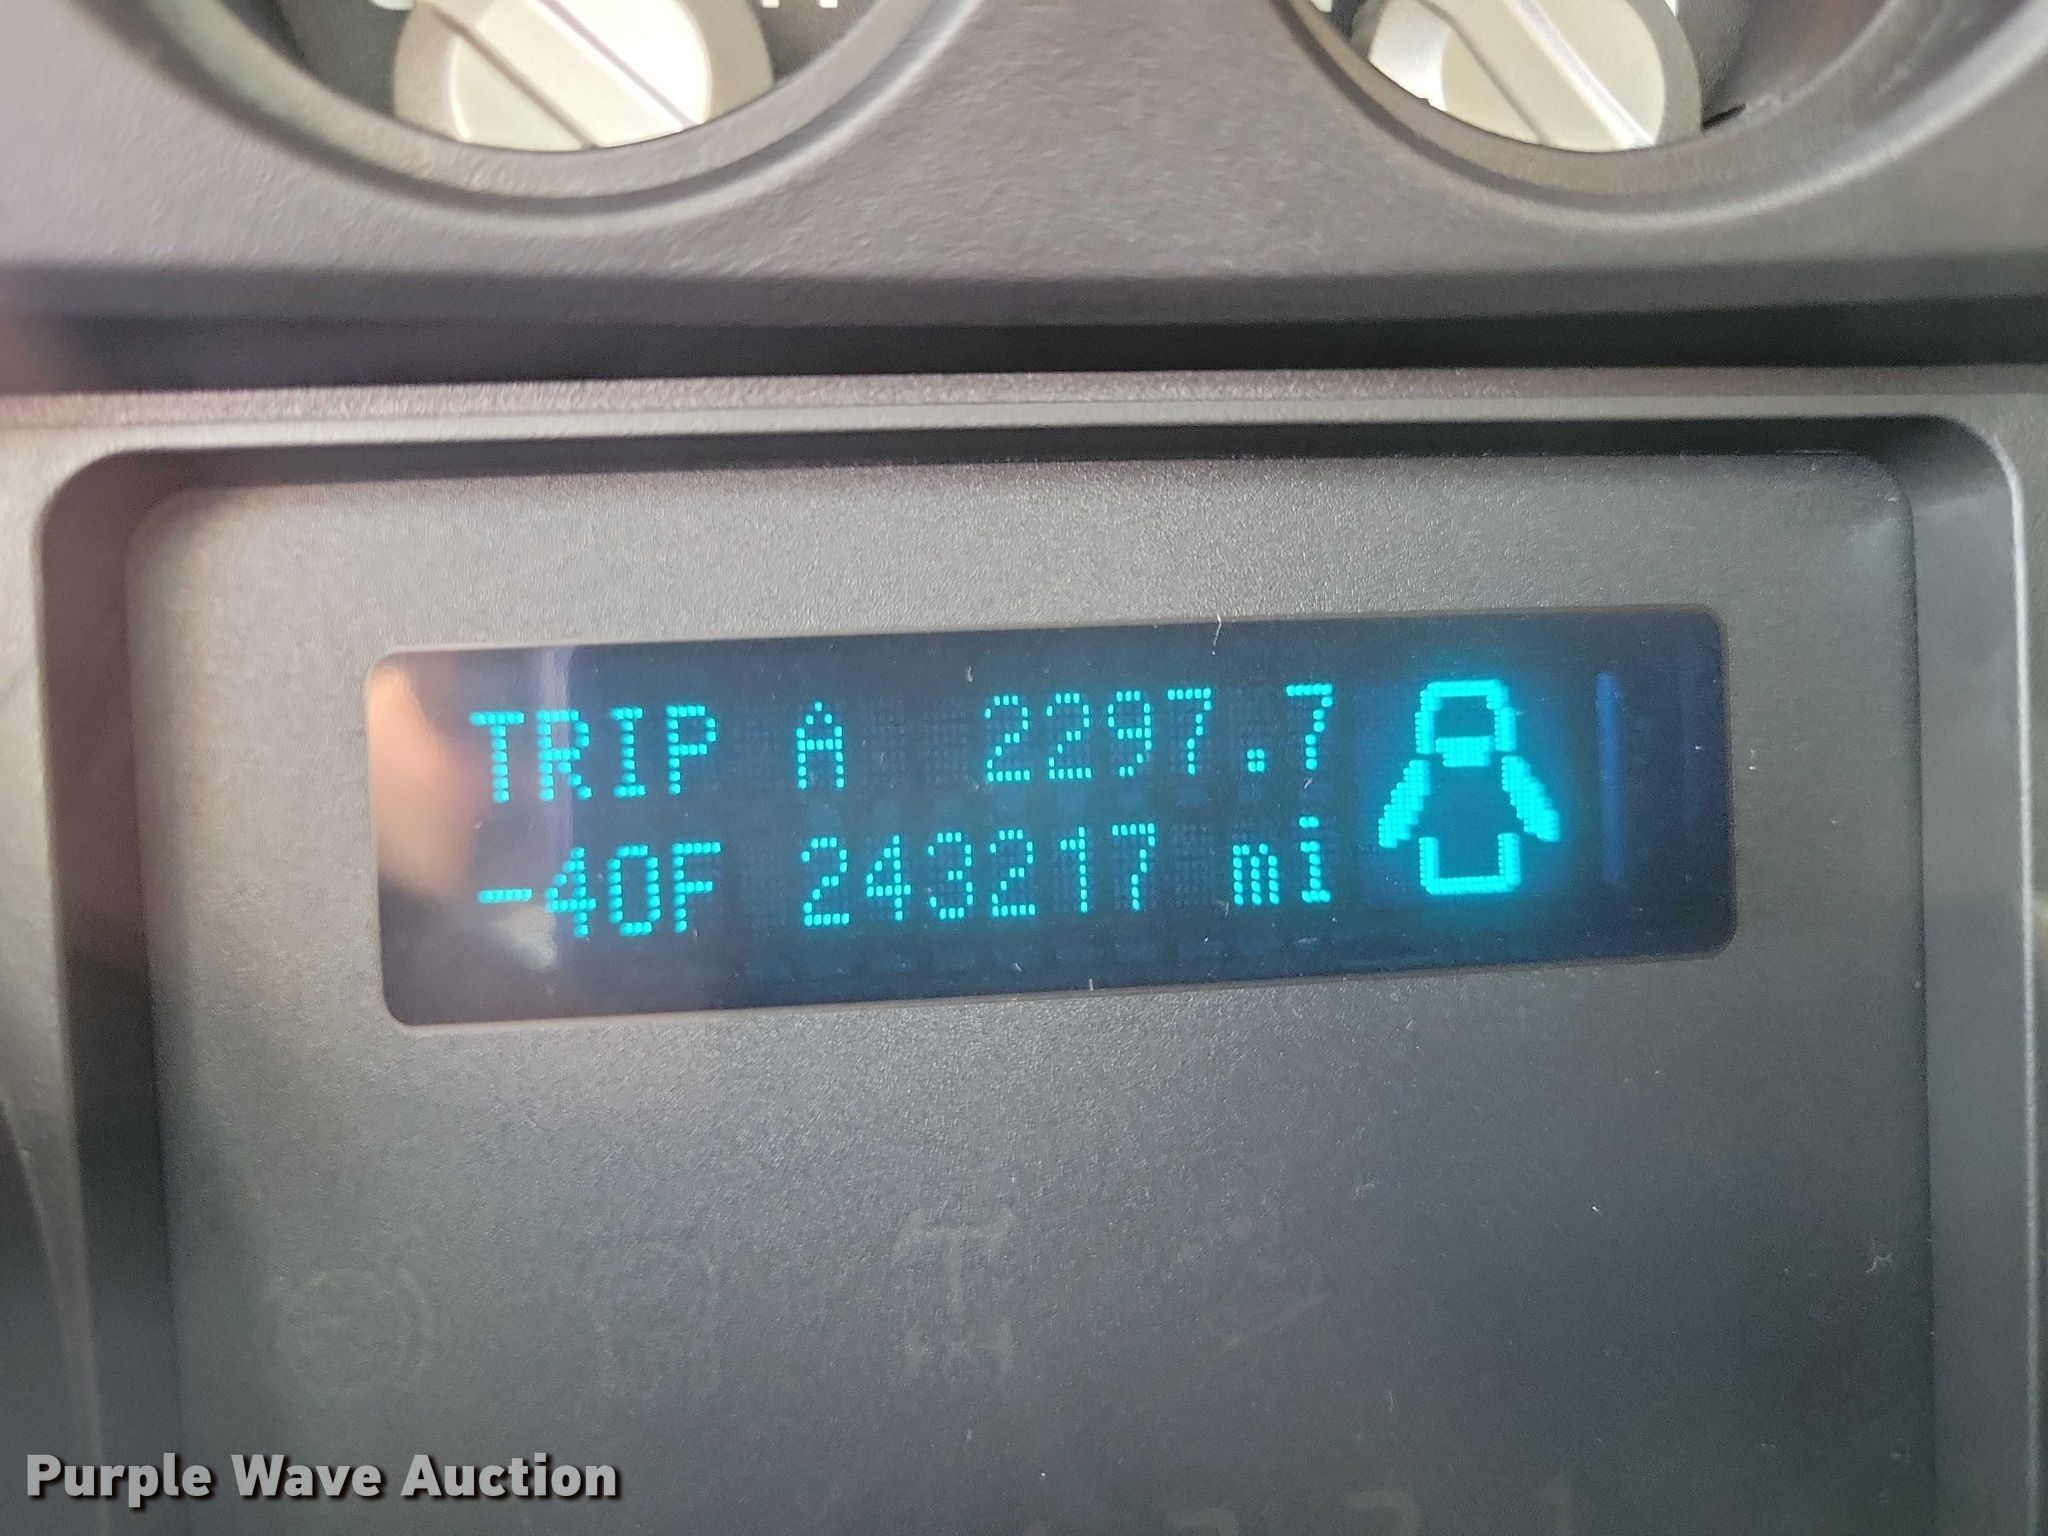 TRIP A 2297.7
-40F 243217 mi
Purple Wave Auction